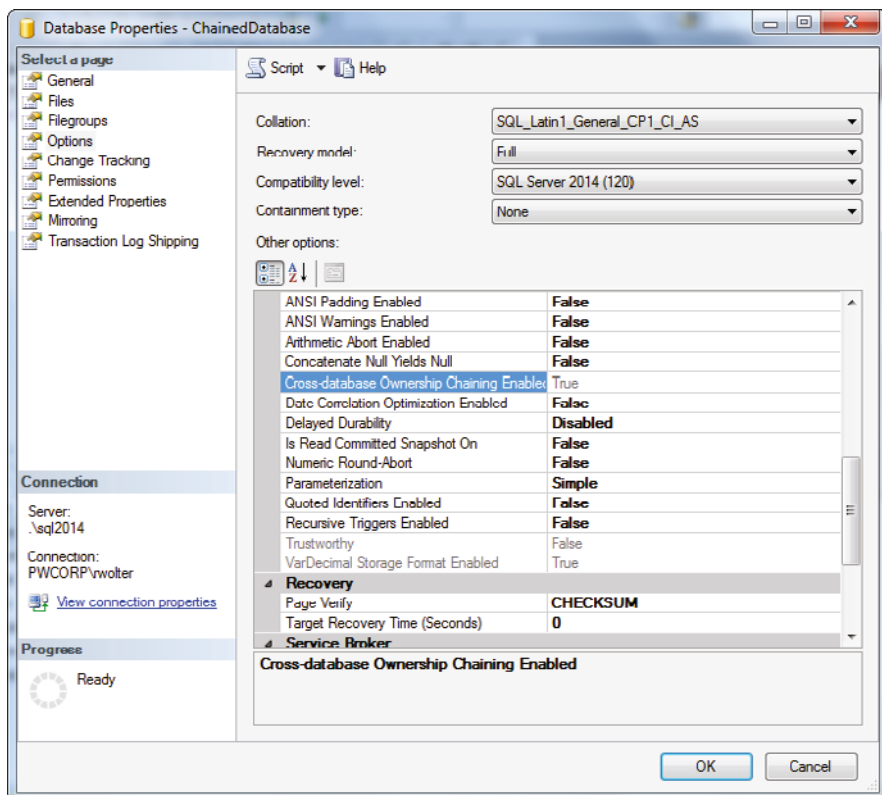 Database Properties - ChainedDatabase
Select a page
General
Files
Filegroups
Options
Change Tracking
Permissions
Extended Properties
Mirroring
Transaction Log Shipping
Connection
Server:
.\sql2014
Connection:
PWCORP\rwolter
View connection properties
Progress
Ready
Script
Help
Collation: SQL_Latin1_General_CP1_CI_AS
Recovery model: Full
Compatibility level: SQL Server 2014 (120)
Containment type: None
Other options:
ANSI Padding Enabled False
ANSI Warnings Enabled False
Arithmetic Abort Enabled False
Concatenate Null Yields Null False
Cross-database Ownership Chaining Enabled True
Date Correlation Optimization Enabled False
Delayed Durability Disabled
Is Read Committed Snapshot On False
Numeric Round-Abort False
Parameterization Simple
Quoted Identifiers Enabled False
Recursive Triggers Enabled False
Trustworthy False
VarDecimal Storage Format Enabled True
Recovery
Page Verify CHECKSUM
Target Recovery Time (Seconds) 0
Service Broker
Cross-database Ownership Chaining Enabled
OK
Cancel